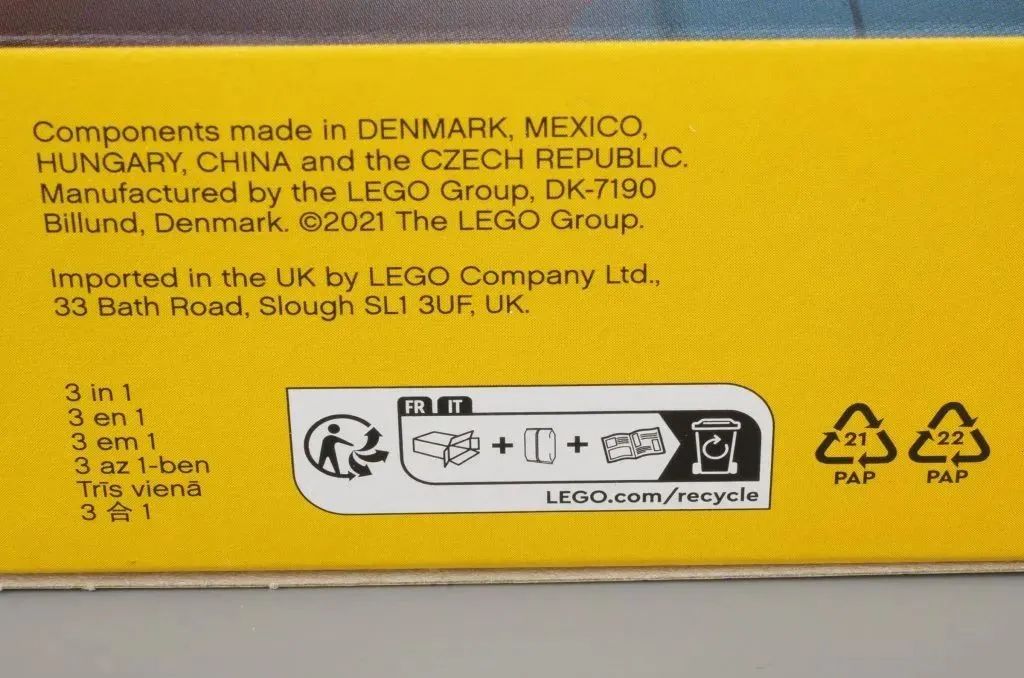 Components made in DENMARK, MEXICO,
HUNGARY, CHINA and the CZECH REPUBLIC.
Manufactured by the LEGO Group, DK-7190
Billund, Denmark. ©2021 The LEGO Group.
Imported in the UK by LEGO Company Ltd.,
33 Bath Road, Slough SL1 3UF, UK.
3 in 1
3 en 1
3 em 1
3 az 1-ben
Trīs vienā
3 合 1
FR IT
+ +
LEGO.com/recycle
21 22
PAP PAP